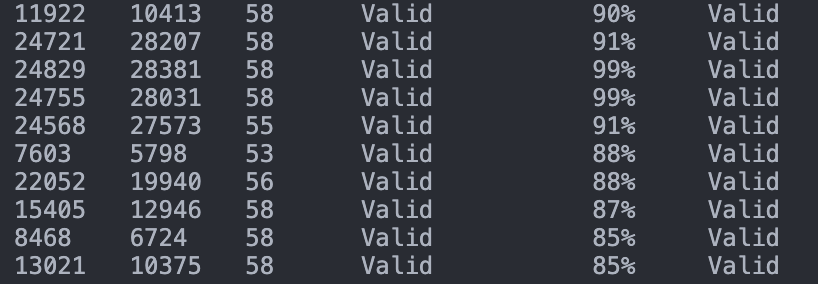 11922 10413 58 Valid 90% Valid
24721 28207 58 Valid 91% Valid
24829 28381 58 Valid 99% Valid
24755 28031 58 Valid 99% Valid
24568 27573 55 Valid 91% Valid
7603 5798 53 Valid 88% Valid
22052 19940 56 Valid 88% Valid
15405 12946 58 Valid 87% Valid
8468 6724 58 Valid 85% Valid
13021 10375 58 Valid 85% Valid